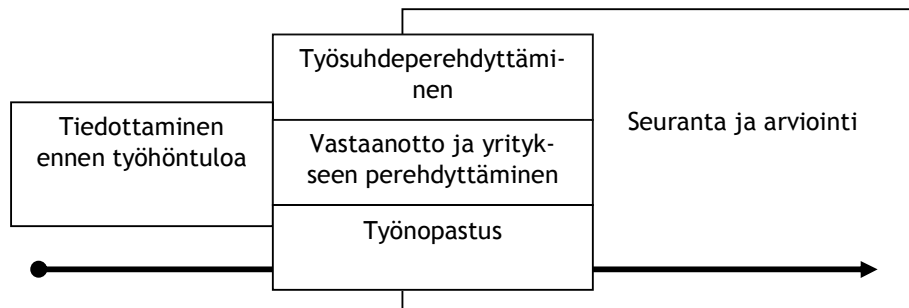 Työsuhdeperehdyttämi-
nen
Tiedottaminen
ennen työhöntuloa
Vastaanotto ja yrityk-
seen perehdyttäminen
Seuranta ja arviointi
Työnopastus